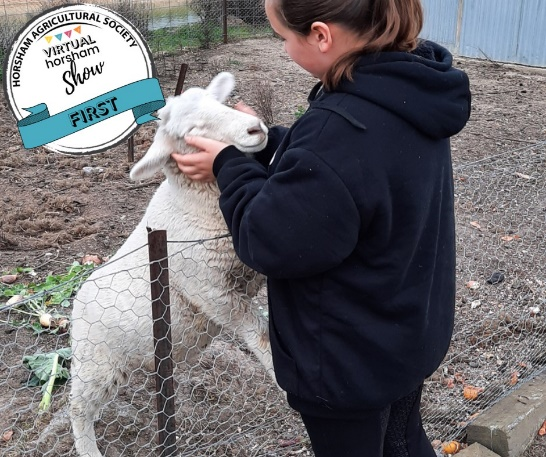 HORSHAM AGRICULTURAL SOCIETY
VIRTUAL
horsham
Show
FIRST